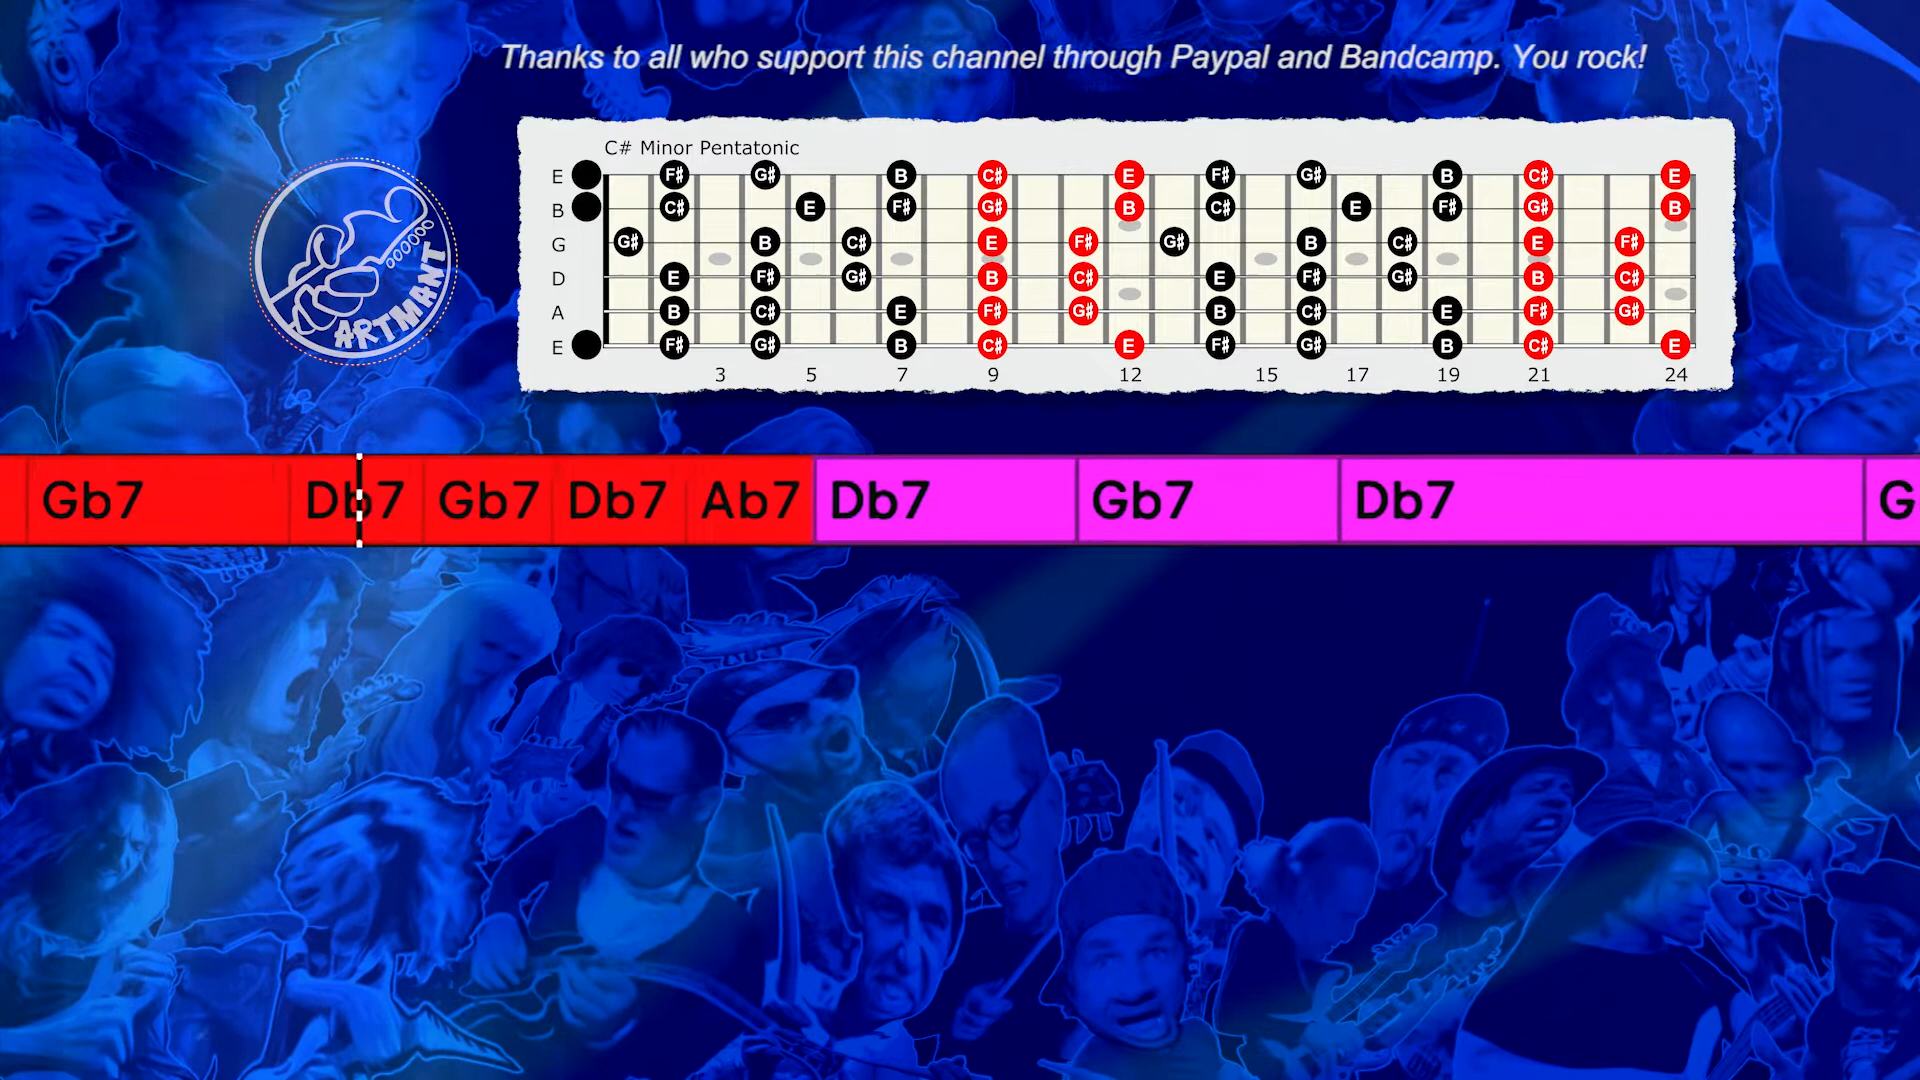 Thanks to all who support this channel through Paypal and Bandcamp. You rock!
C# Minor Pentatonic
E F# G# B C# E F# G# B C# E
B C# E F# G# B C# E F# G# B
G G# B C# E F# G# B C# E F#
D E F# G# B C# E F# G# B C#
A B C# E F# G# B C# E F# G#
E F# G# B C# E F# G# B C# E
3 5 7 9 12 15 17 19 21 24
ARTMANT
Gb7 Db7 Gb7 Db7 Ab7 Db7 Gb7 Db7 G